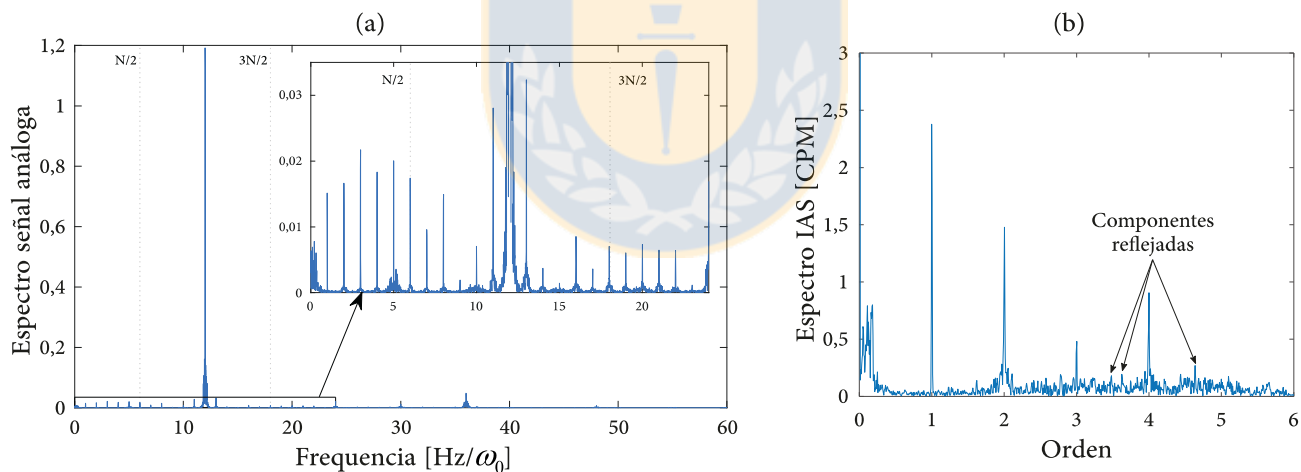 (a)
N/2
3N/2
1,2
1
0,8
0,6
0,4
0,2
0
Espectro señal análoga
N/2
3N/2
0,03
0,02
0,01
0
0 5 10 15 20
0 10 20 30 40 50 60
Frequencia [Hz/ω₀]
(b)
3
2,5
2
1,5
1
0,5
0
Espectro IAS [CPM]
Componentes
reflejadas
0 1 2 3 4 5 6
Orden